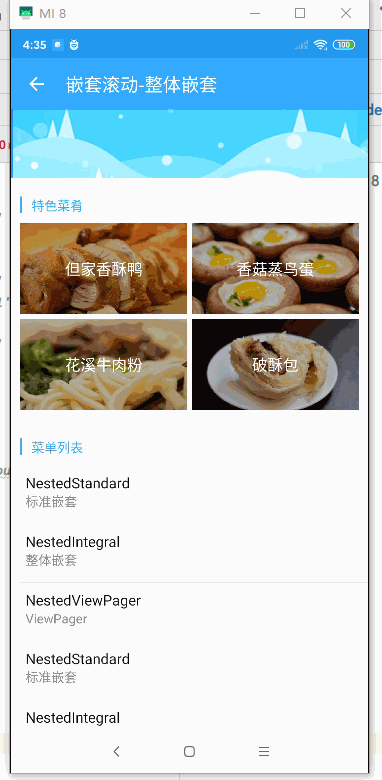 MI 8
4:35
100
嵌套滚动-整体嵌套
de
8
特色菜肴
但家香酥鸭
香菇蒸鸟蛋
花溪牛肉粉
破酥包
菜单列表
NestedStandard
标准嵌套
NestedIntegral
整体嵌套
NestedViewPager
ViewPager
NestedStandard
标准嵌套
NestedIntegral